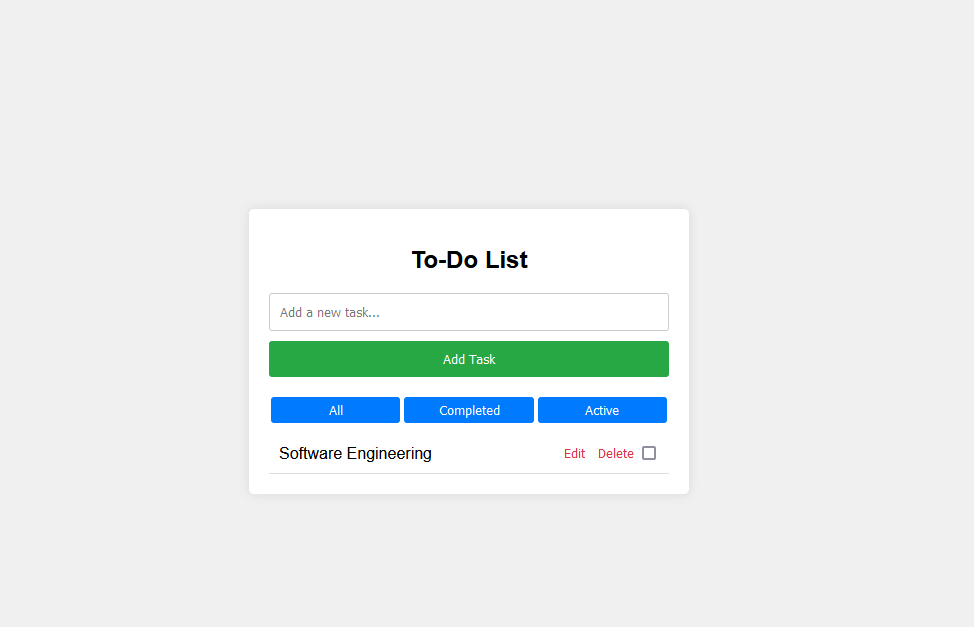 To-Do List
Add a new task...
Add Task
All Completed Active
Software Engineering Edit Delete